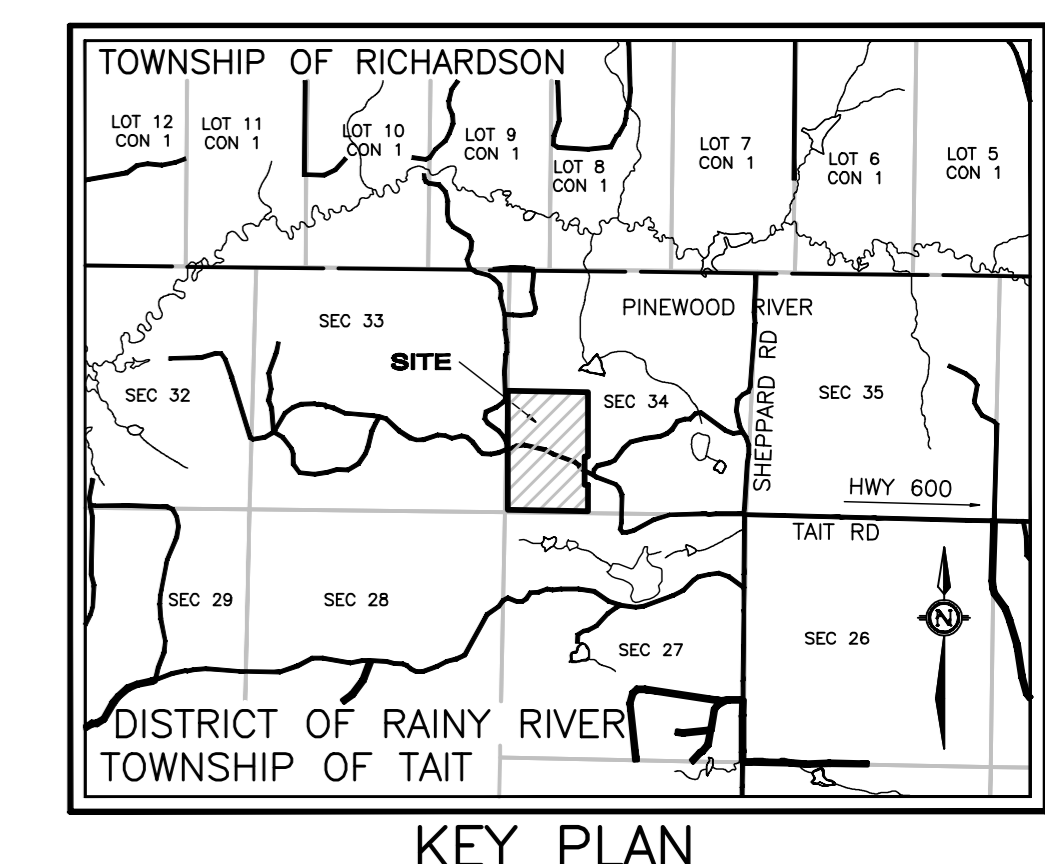 TOWNSHIP OF RICHARDSON
LOT 12
CON 1
LOT 11
CON 1
LOT 10
CON 1
LOT 9
CON 1
LOT 8
CON 1
LOT 7
CON 1
LOT 6
CON 1
LOT 5
CON 1
PINEWOOD RIVER
SEC 33
SITE
SHEPPARD RD
SEC 32
SEC 34
SEC 35
HWY 600
TAIT RD
SEC 29
SEC 28
N
SEC 27
SEC 26
DISTRICT OF RAINY RIVER
TOWNSHIP OF TAIT
KEY PLAN